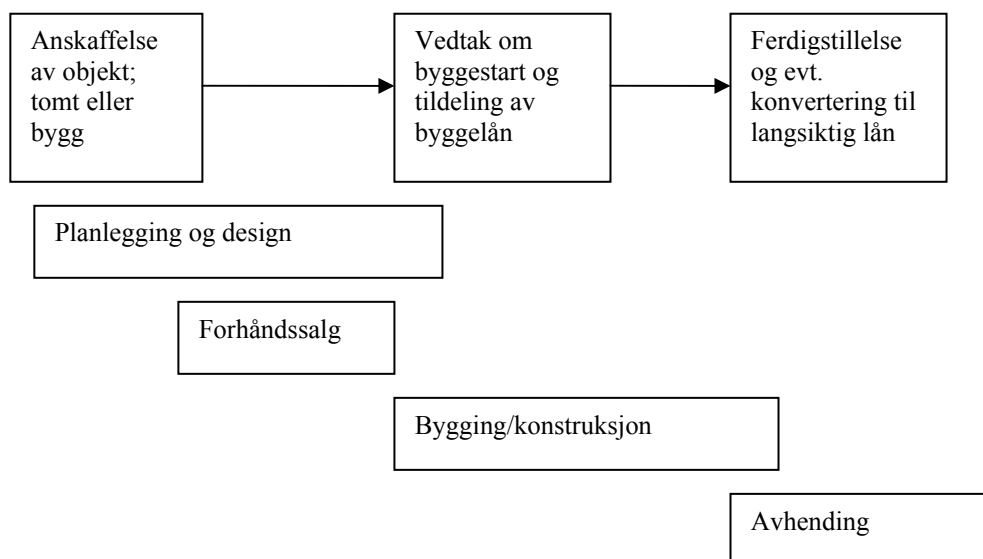 Anskaffelse
av objekt;
tomt eller
bygg
Vedtak om
byggestart og
tildeling av
byggelån
Ferdigstillelse
og evt.
konvertering til
langsiktig lån
Planlegging og design
Forhåndssalg
Bygging/konstruksjon
Avhending